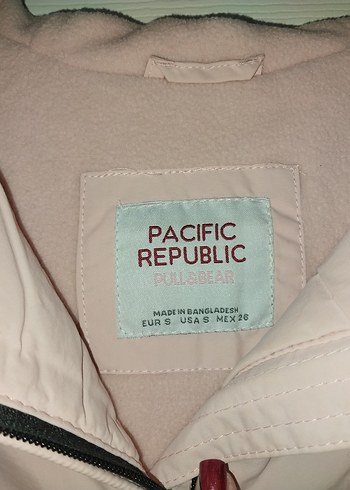 PACIFIC
REPUBLIC
PULL&BEAR
MADE IN BANGLADESH
EUR S USA S MEX 26